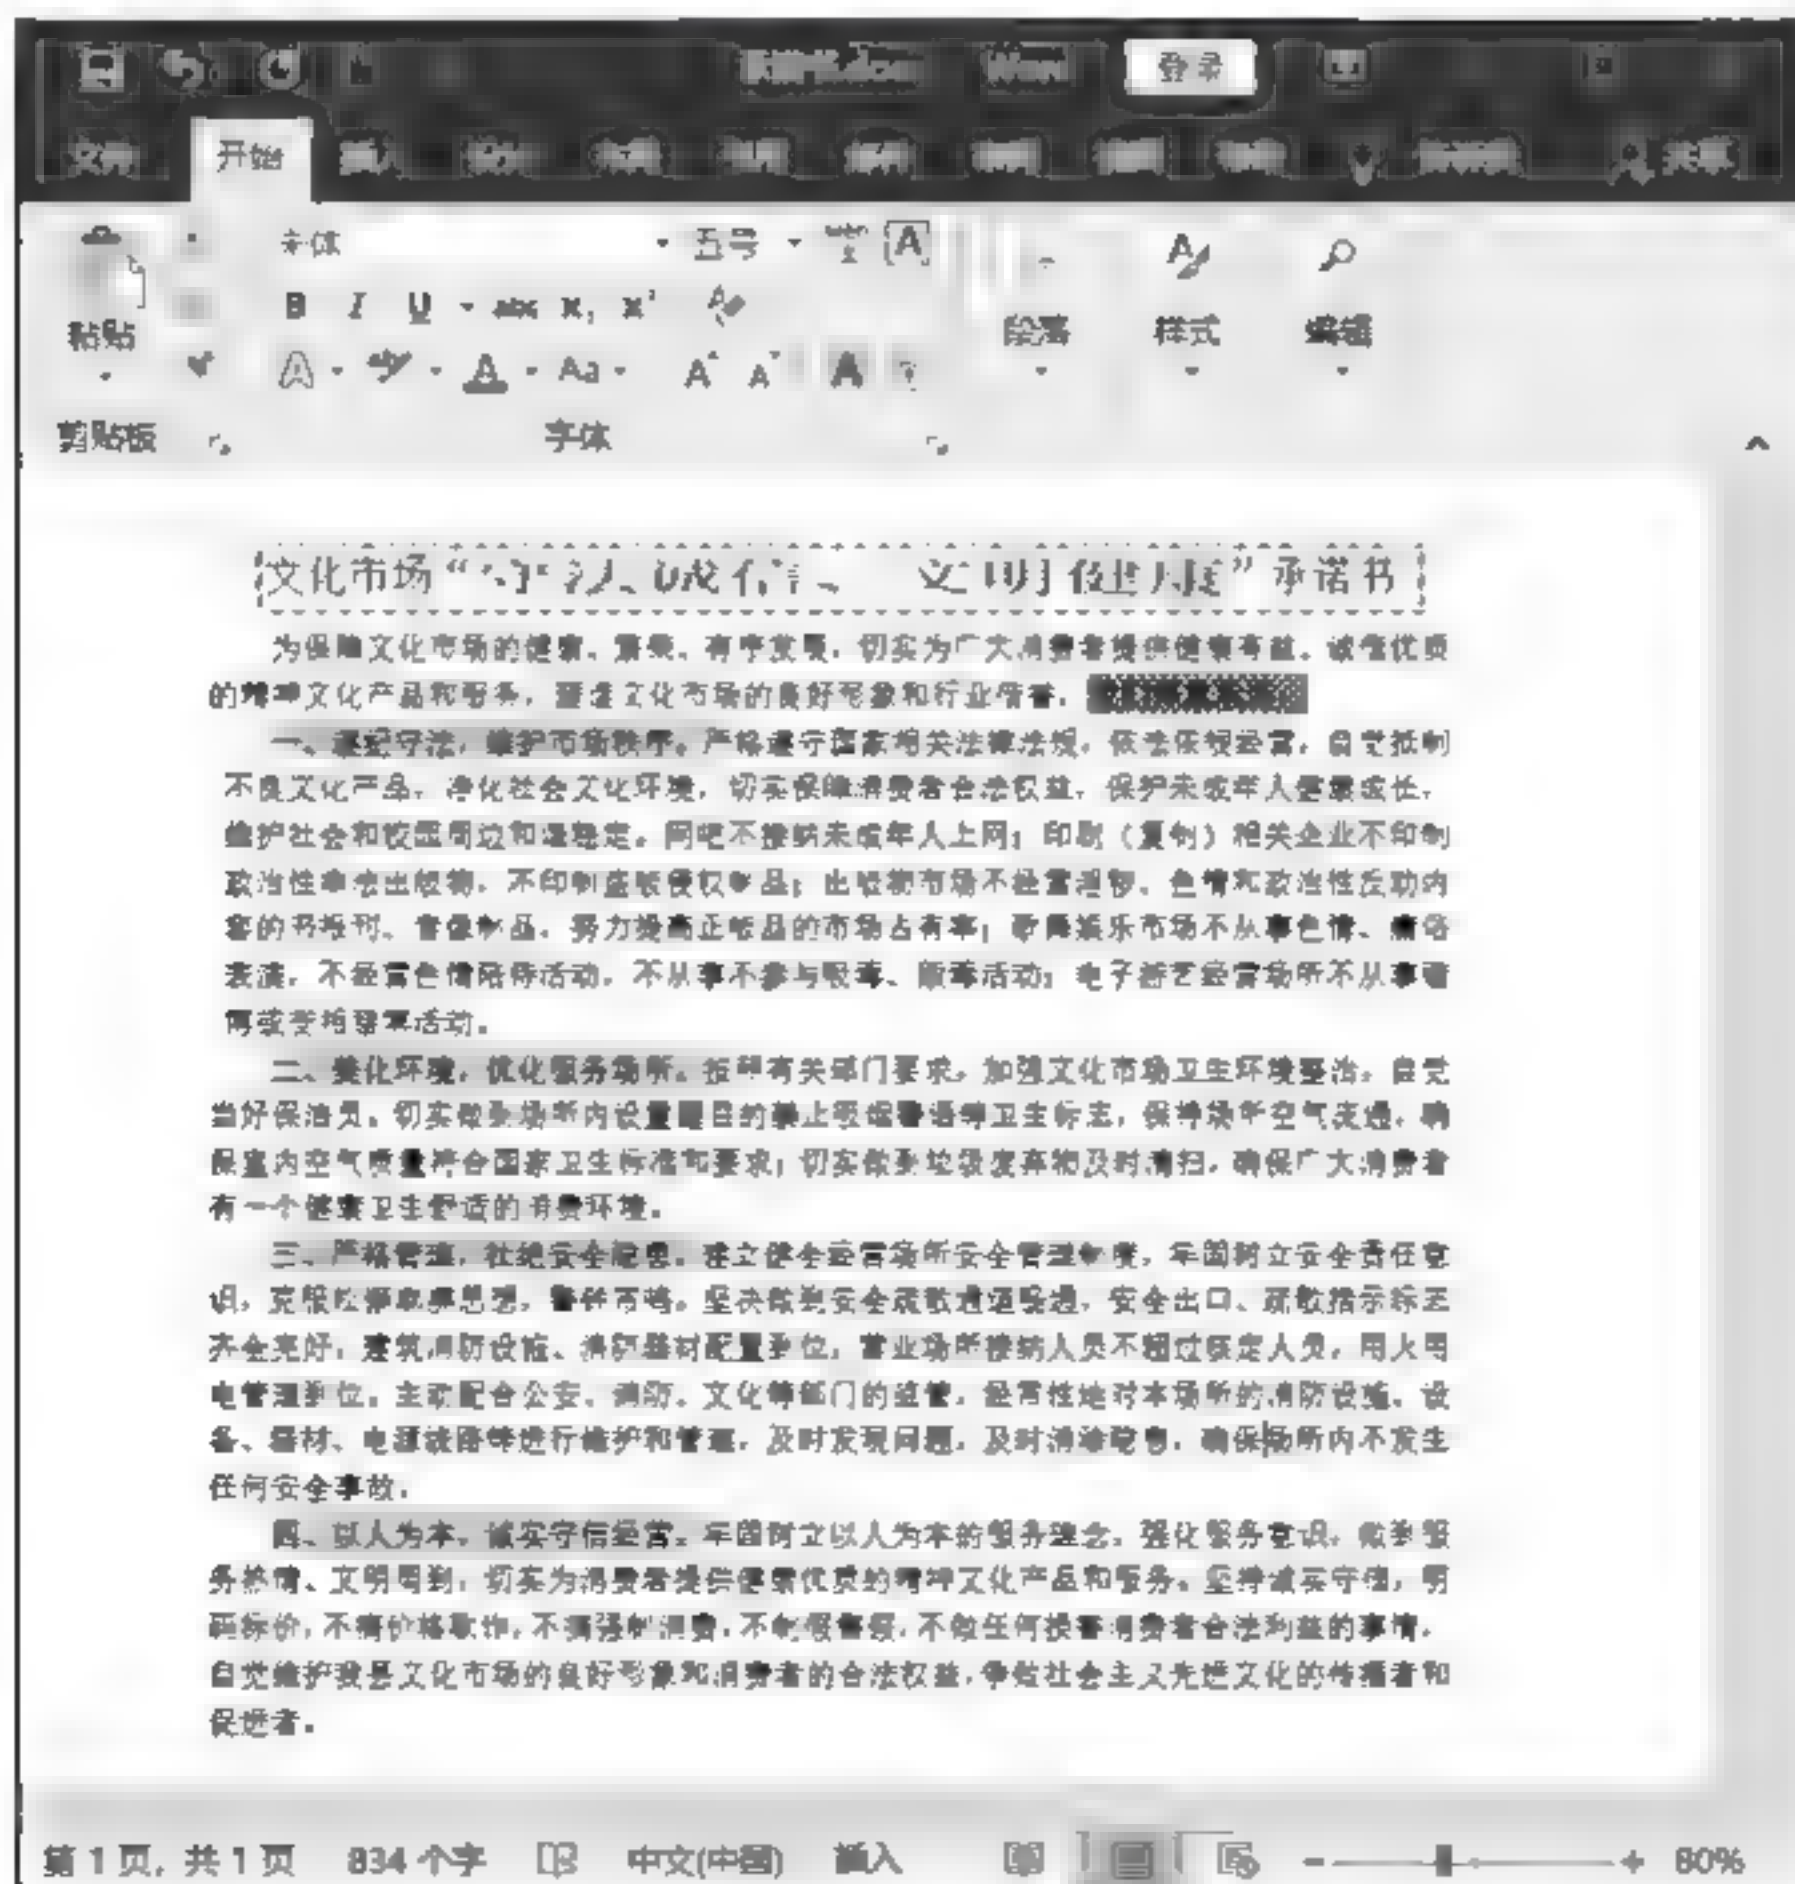 登录
文件 开始
五号
A
B I U abc X, X²
粘贴 段落 样式 编辑
A A Aa A A A
剪贴板 字体
文化市场“守法、诚信、文明健康”承诺书
为保障文化市场的健康、繁荣、有序发展，切实为广大消费者提供健康有益、诚信优质
的精神文化产品和服务，塑造文化市场的良好形象和行业信誉，
一、遵纪守法，维护市场秩序。严格遵守国家相关法律法规，依法依规经营，自觉抵制
不良文化产品，净化社会文化环境，切实保障消费者合法权益，保护未成年人健康成长，
维护社会和校园周边和谐稳定。网吧不接纳未成年人上网；印刷（复制）相关企业不印制
政治性非法出版物，不印制盗版侵权制品；出版物市场不经营淫秽、色情和政治性反动内
容的书报刊、音像制品，努力提高正版品的市场占有率；歌舞娱乐市场不从事色情、庸俗
表演，不经营色情陪侍活动，不从事不参与吸毒、贩毒活动；电子游艺经营场所不从事赌
博或变相赌博活动。
二、美化环境，优化服务场所。按照有关部门要求，加强文化市场卫生环境整治，自觉
当好保洁员，切实做到场所内设置醒目的禁止吸烟警语等卫生标志，保持场所空气流通，确
保室内空气质量符合国家卫生标准和要求；切实做到垃圾废弃物及时清扫，确保广大消费者
有一个健康卫生舒适的消费环境。
三、严格管理，杜绝安全隐患。建立健全经营场所安全管理制度，牢固树立安全责任意
识，克服松懈麻痹思想，警钟长鸣。坚决做到安全疏散通道畅通，安全出口、疏散指示标志
齐全完好，建筑消防设施、消防器材配置到位，营业场所接纳人员不超过核定人员，用火用
电管理到位。主动配合公安、消防、文化等部门的监管，经常性地对本场所的消防设施、设
备、器材、电源线路等进行维护和管理，及时发现问题，及时消除隐患，确保场所内不发生
任何安全事故。
四、以人为本，诚实守信经营。牢固树立以人为本的服务理念，强化服务意识，做到服
务热情、文明周到，切实为消费者提供健康优质的精神文化产品和服务。坚持诚实守信，明
码标价，不搞价格欺诈，不搞强制消费，不制假售假，不做任何损害消费者合法利益的事情，
自觉维护我县文化市场的良好形象和消费者的合法权益，争做社会主义先进文化的传播者和
促进者。
第 1 页，共 1 页 834 个字 中文(中国) 插入 80%